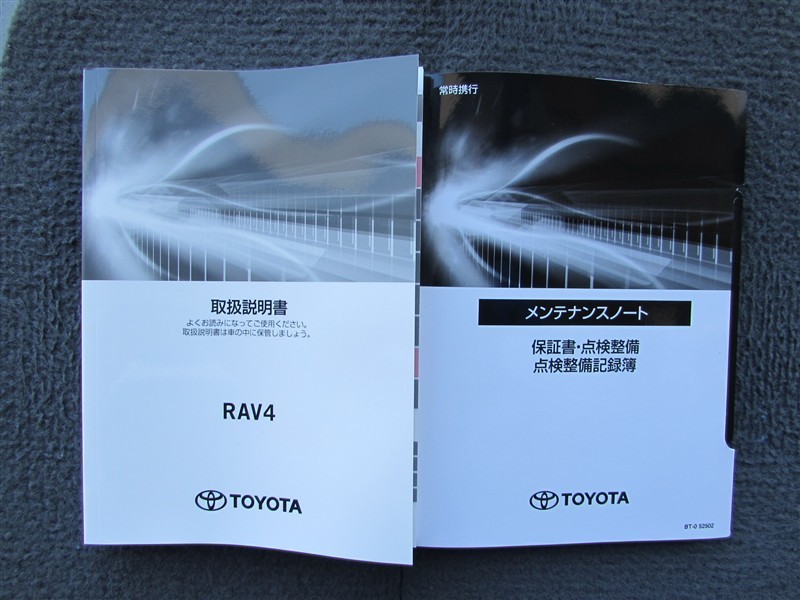 取扱説明書
よくお読みになってご使用ください。
取扱説明書は車の中に保管しましょう。
RAV4
TOYOTA
常時携行
メンテナンスノート
保証書・点検整備
点検整備記録簿
TOYOTA
BT-0 52902